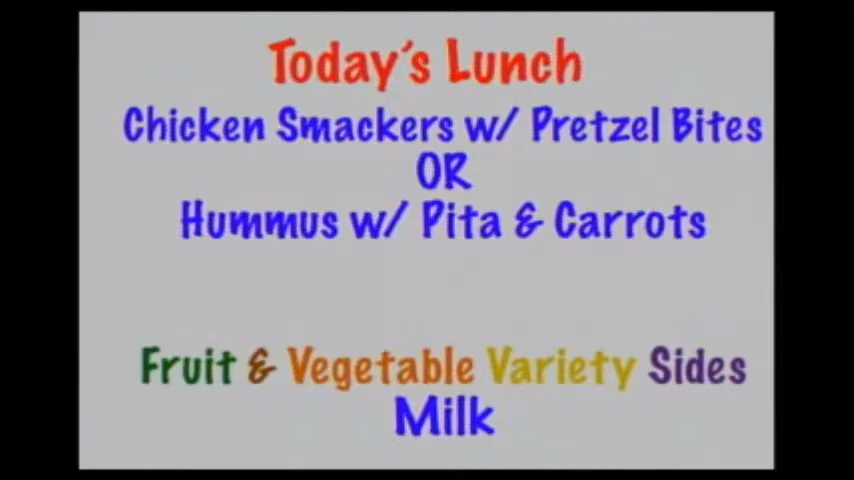 Today's Lunch
Chicken Smackers w/ Pretzel Bites
OR
Hummus w/ Pita & Carrots
Fruit & Vegetable Variety Sides
Milk